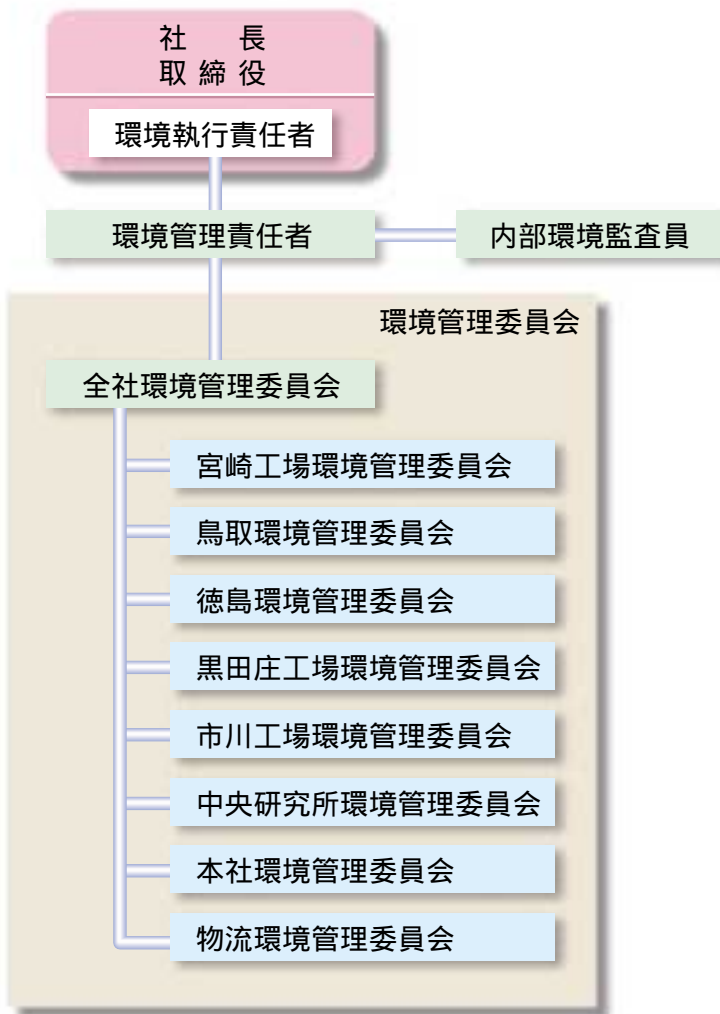 社　長
取締役
環境執行責任者
環境管理責任者
内部環境監査員
環境管理委員会
全社環境管理委員会
宮崎工場環境管理委員会
鳥取環境管理委員会
徳島環境管理委員会
黒田庄工場環境管理委員会
市川工場環境管理委員会
中央研究所環境管理委員会
本社環境管理委員会
物流環境管理委員会